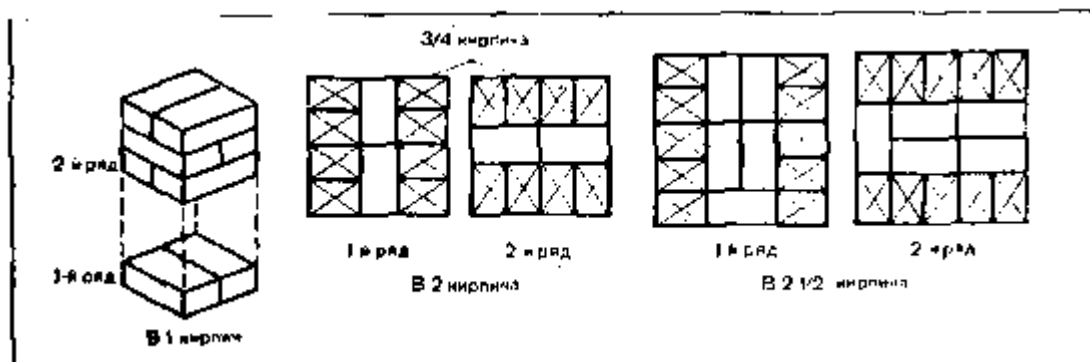 3/4 кирпича
2-й ряд
1-й ряд
В 1 кирпич
1-й ряд
2-й ряд
В 2 кирпича
1-й ряд
2-й ряд
В 2 1/2 кирпича